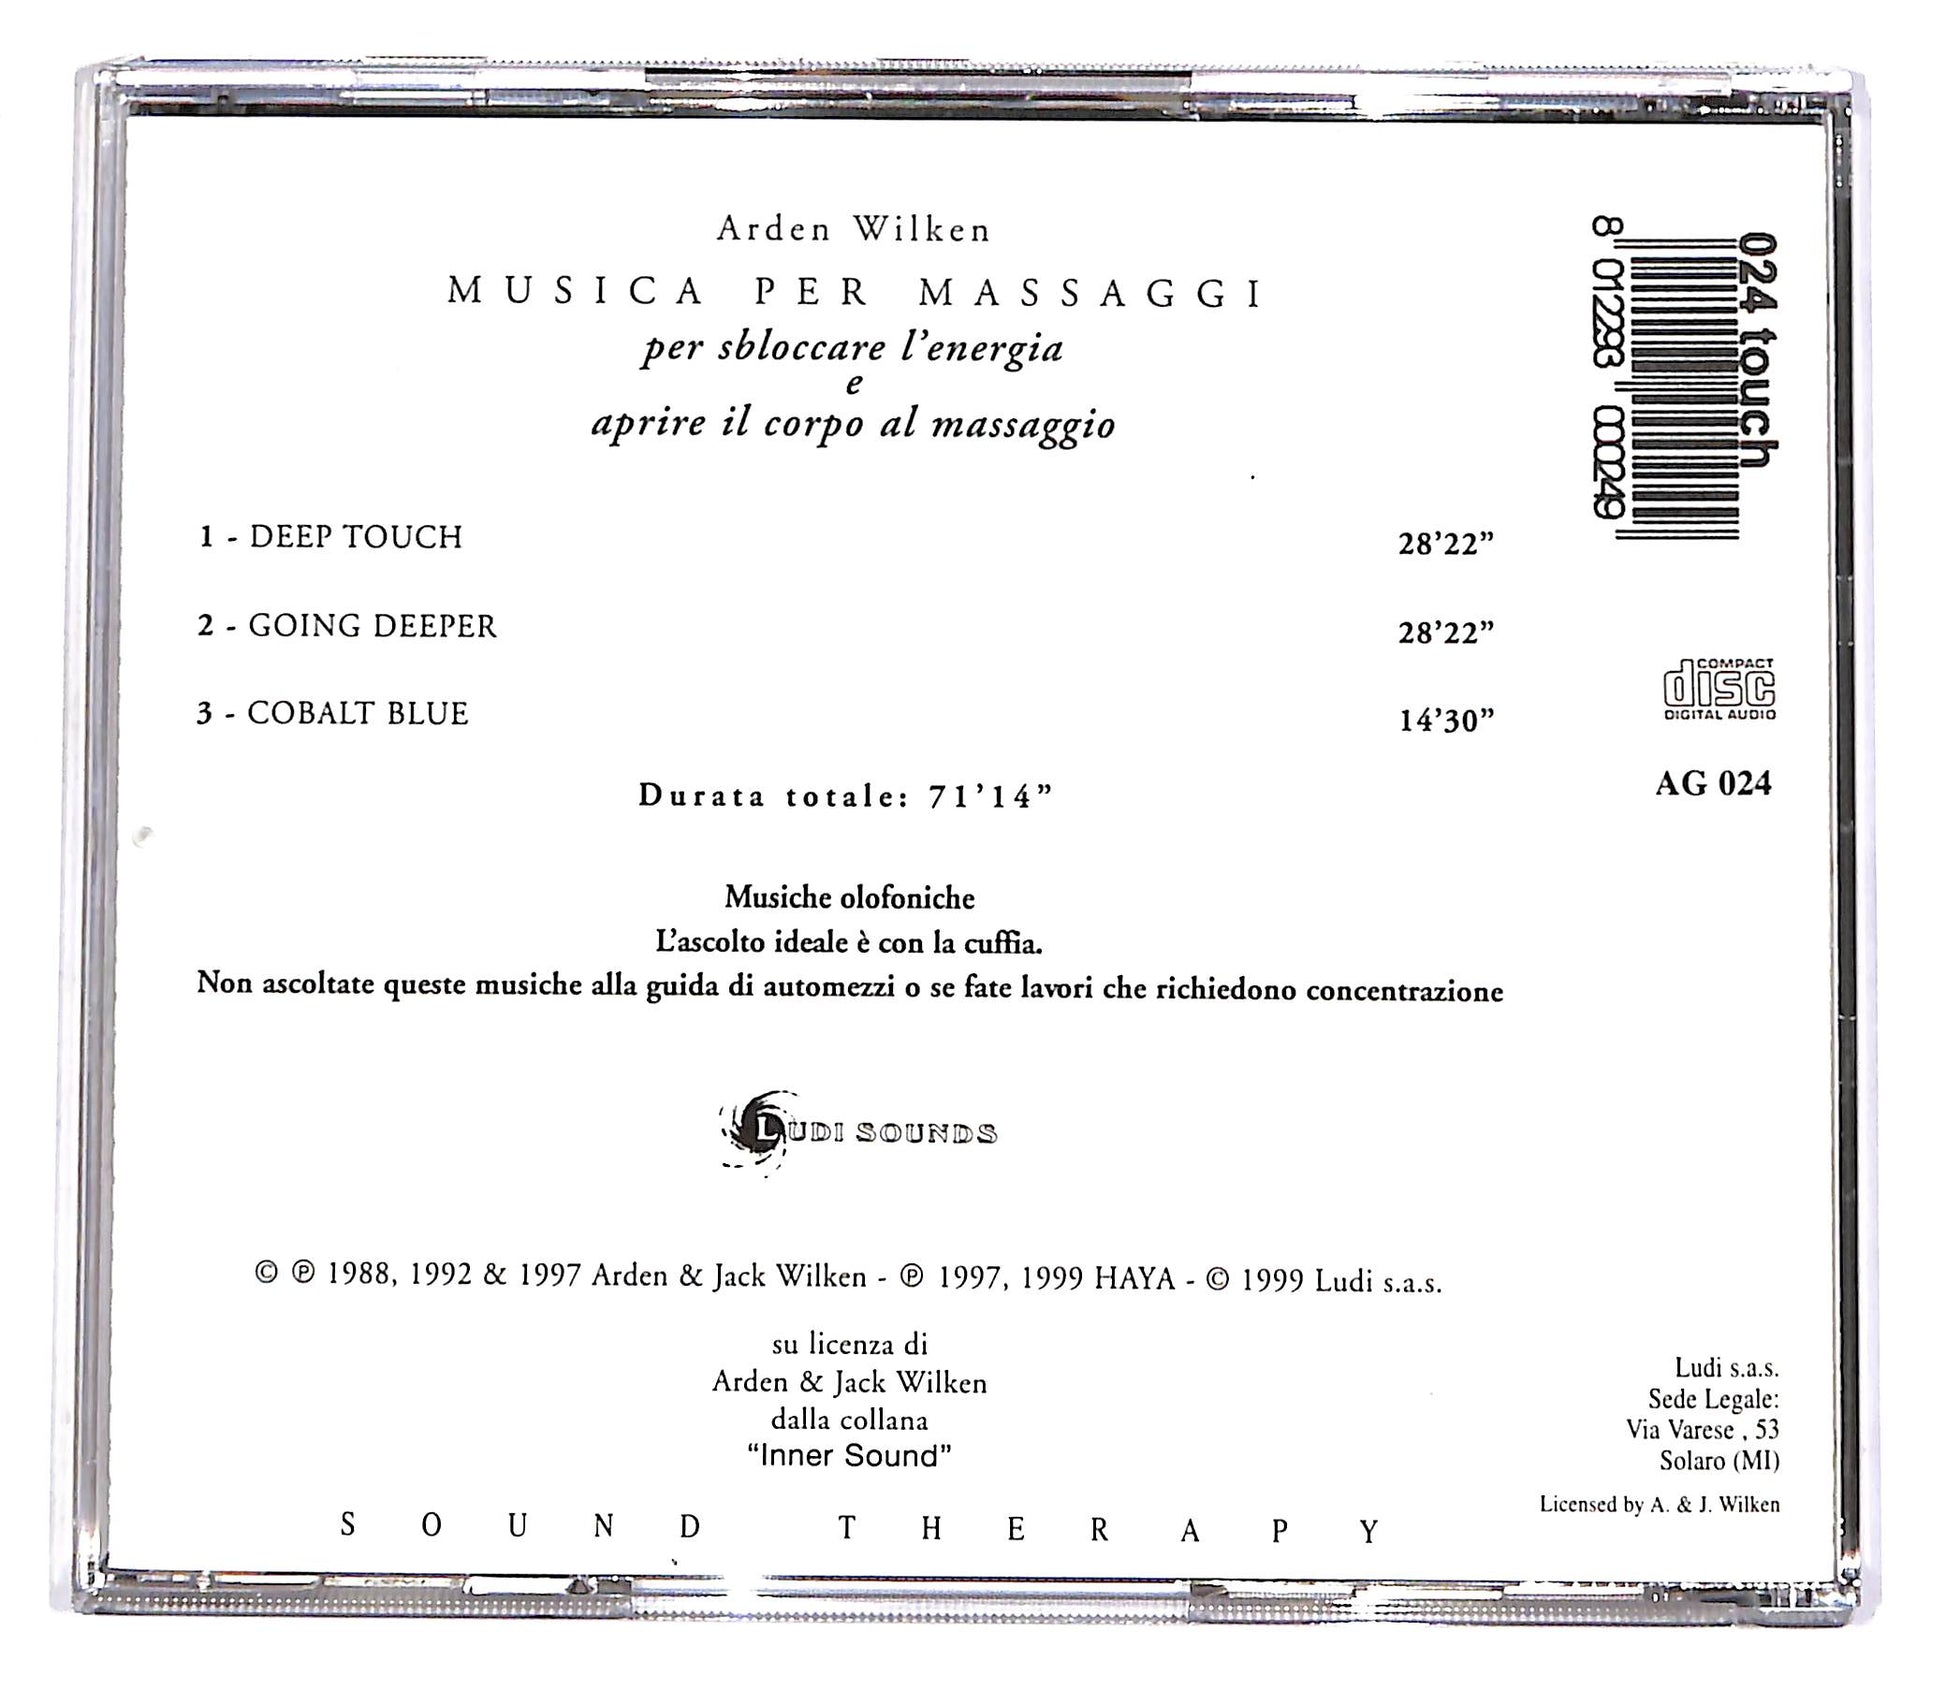 Arden Wilken
MUSICA PER MASSAGGI
per sbloccare l'energia
e
aprire il corpo al massaggio
1 - DEEP TOUCH 28'22”
2 - GOING DEEPER 28'22”
3 - COBALT BLUE 14'30”
Durata totale: 71'14”
Musiche olofoniche
L'ascolto ideale è con la cuffia.
Non ascoltate queste musiche alla guida di automezzi o se fate lavori che richiedono concentrazione
LUDI SOUNDS
© ℗ 1988, 1992 & 1997 Arden & Jack Wilken - ℗ 1997, 1999 HAYA - © 1999 Ludi s.a.s.
su licenza di
Arden & Jack Wilken
dalla collana
“Inner Sound”
SOUND THERAPY
024 touch
8 012293 000249
COMPACT
disc
DIGITAL AUDIO
AG 024
Ludi s.a.s.
Sede Legale:
Via Varese , 53
Solaro (MI)
Licensed by A. & J. Wilken